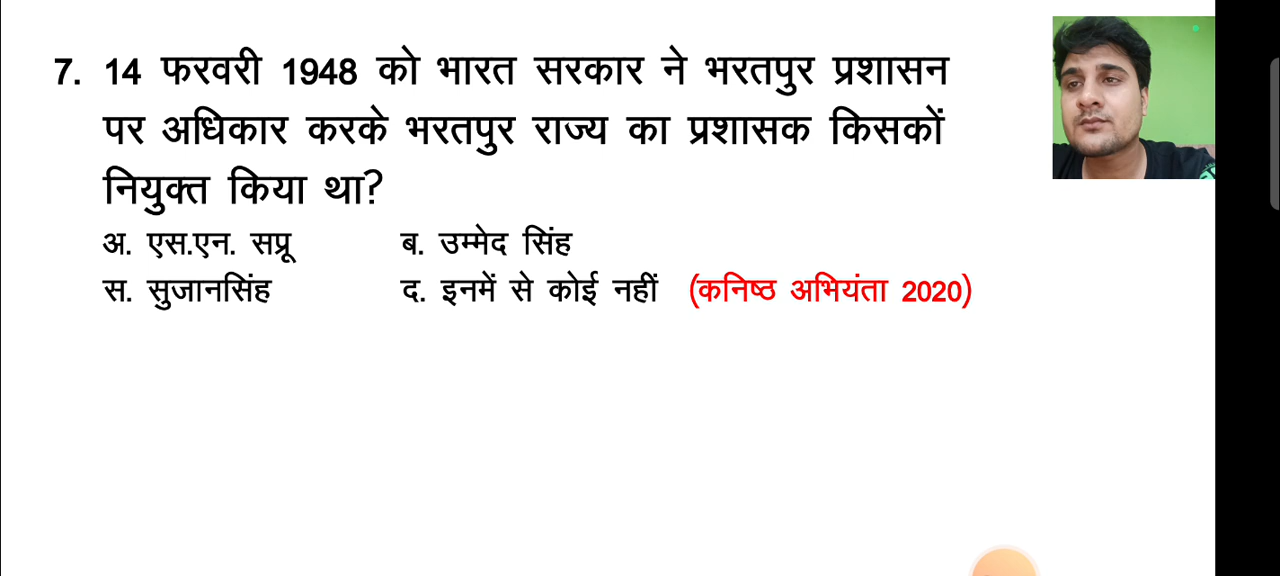 7. 14 फरवरी 1948 को भारत सरकार ने भरतपुर प्रशासन
पर अधिकार करके भरतपुर राज्य का प्रशासक किसकों
नियुक्त किया था?
अ. एस.एन. सप्रू ब. उम्मेद सिंह
स. सुजानसिंह द. इनमें से कोई नहीं (कनिष्ठ अभियंता 2020)